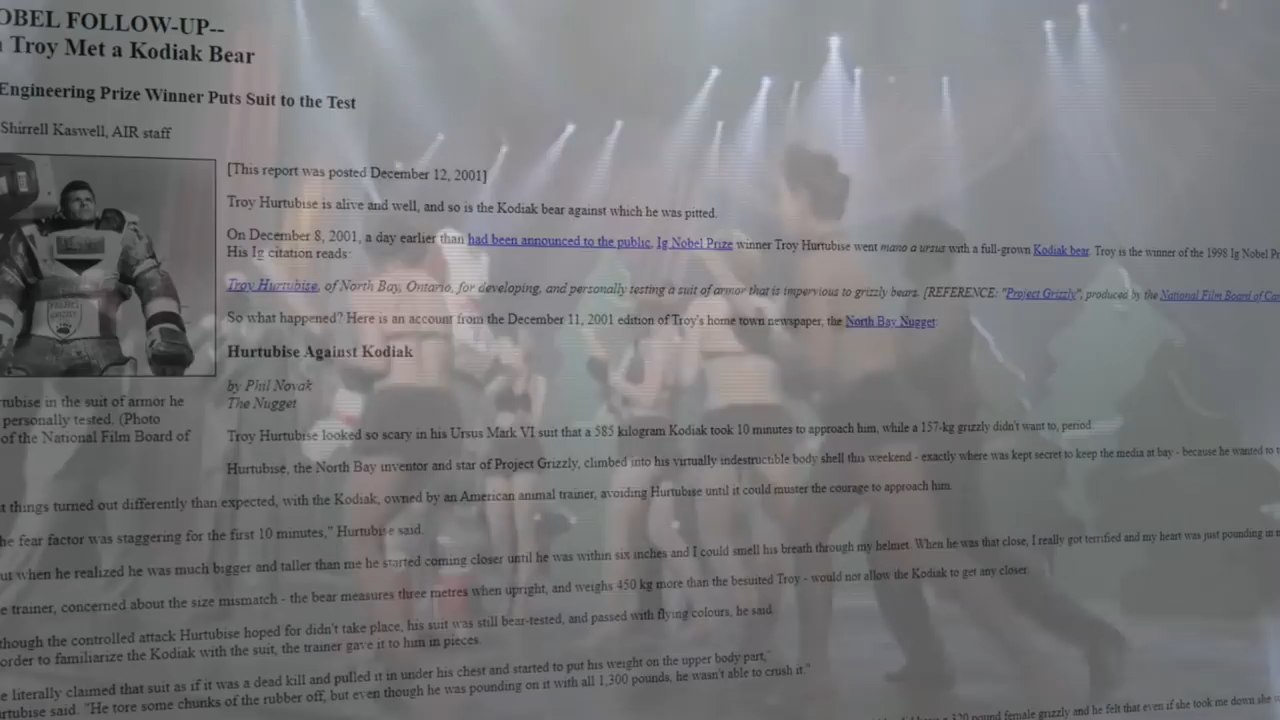 OBEL FOLLOW-UP--
Troy Met a Kodiak Bear
Engineering Prize Winner Puts Suit to the Test
Shirrell Kaswell, AIR staff
[This report was posted December 12, 2001]
Troy Hurtubise is alive and well, and so is the Kodiak bear against which he was pitted.
On December 8, 2001, a day earlier than had been announced to the public, Ig Nobel Prize winner Troy Hurtubise went mano a ursus with a full-grown Kodiak bear. Troy is the winner of the 1998 Ig Nobel Pr
His Ig citation reads:
Troy Hurtubise, of North Bay, Ontario, for developing, and personally testing a suit of armor that is impervious to grizzly bears. [REFERENCE: "Project Grizzly", produced by the National Film Board of Ca
So what happened? Here is an account from the December 11, 2001 edition of Troy's home town newspaper, the North Bay Nugget:
Hurtubise Against Kodiak
by Phil Novak
The Nugget
rtubise in the suit of armor he
personally tested. (Photo
of the National Film Board of
Troy Hurtubise looked so scary in his Ursus Mark VI suit that a 585 kilogram Kodiak took 10 minutes to approach him, while a 157-kg grizzly didn't want to, period.
Hurtubise, the North Bay inventor and star of Project Grizzly, climbed into his virtually indestructible body shell this weekend - exactly where was kept secret to keep the media at bay - because he wanted to t
t things turned out differently than expected, with the Kodiak, owned by an American animal trainer, avoiding Hurtubise until it could muster the courage to approach him.
he fear factor was staggering for the first 10 minutes," Hurtubise said.
ut when he realized he was much bigger and taller than me he started coming closer until he was within six inches and I could smell his breath through my helmet. When he was that close, I really got terrified and my heart was just pounding in
e trainer, concerned about the size mismatch - the bear measures three metres when upright, and weighs 450 kg more than the besuited Troy - would not allow the Kodiak to get any closer.
though the controlled attack Hurtubise hoped for didn't take place, his suit was still bear-tested, and passed with flying colours, he said.
order to familiarize the Kodiak with the suit, the trainer gave it to him in pieces.
e literally claimed that suit as if it was a dead kill and pulled it in under his chest and started to put his weight on the upper body part,"
rtubise said. "He tore some chunks of the rubber off, but even though he was pounding on it with all 1,300 pounds, he wasn't able to crush it."
320 pound female grizzly and he felt that even if she took me down she